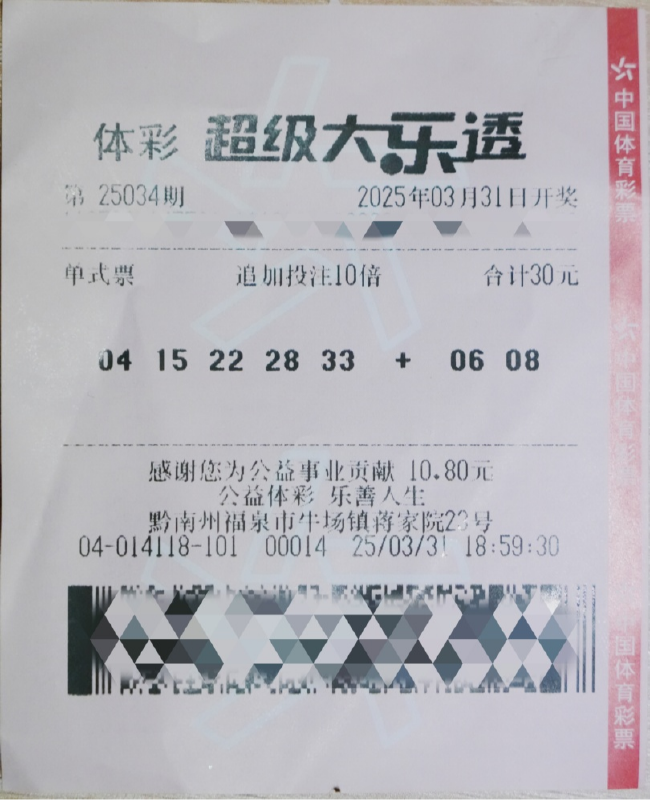 体彩 超级大乐透
第 25034期 2025年03月31日开奖
单式票 追加投注10倍 合计30元
04 15 22 28 33 + 06 08
感谢您为公益事业贡献 10.80元
公益体彩 乐善人生
黔南州福泉市牛场镇蒋家院23号
04-014118-101 00014 25/03/31 18:59:30
中国体育彩票
中国体育彩票
中国体育彩票